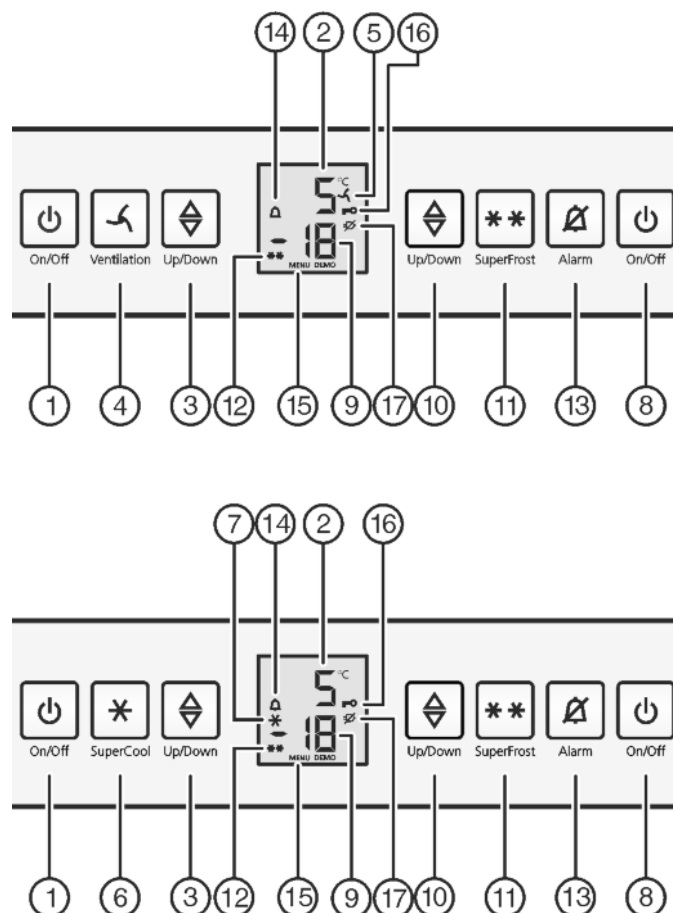 14 2 5 16
5 °C
18
MENU DEMO
On/Off Ventilation Up/Down Up/Down SuperFrost Alarm On/Off
1 4 3 12 15 9 17 10 11 13 8
7 14 2 16
5 °C
18
MENU DEMO
On/Off SuperCool Up/Down Up/Down SuperFrost Alarm On/Off
1 6 3 12 15 9 17 10 11 13 8